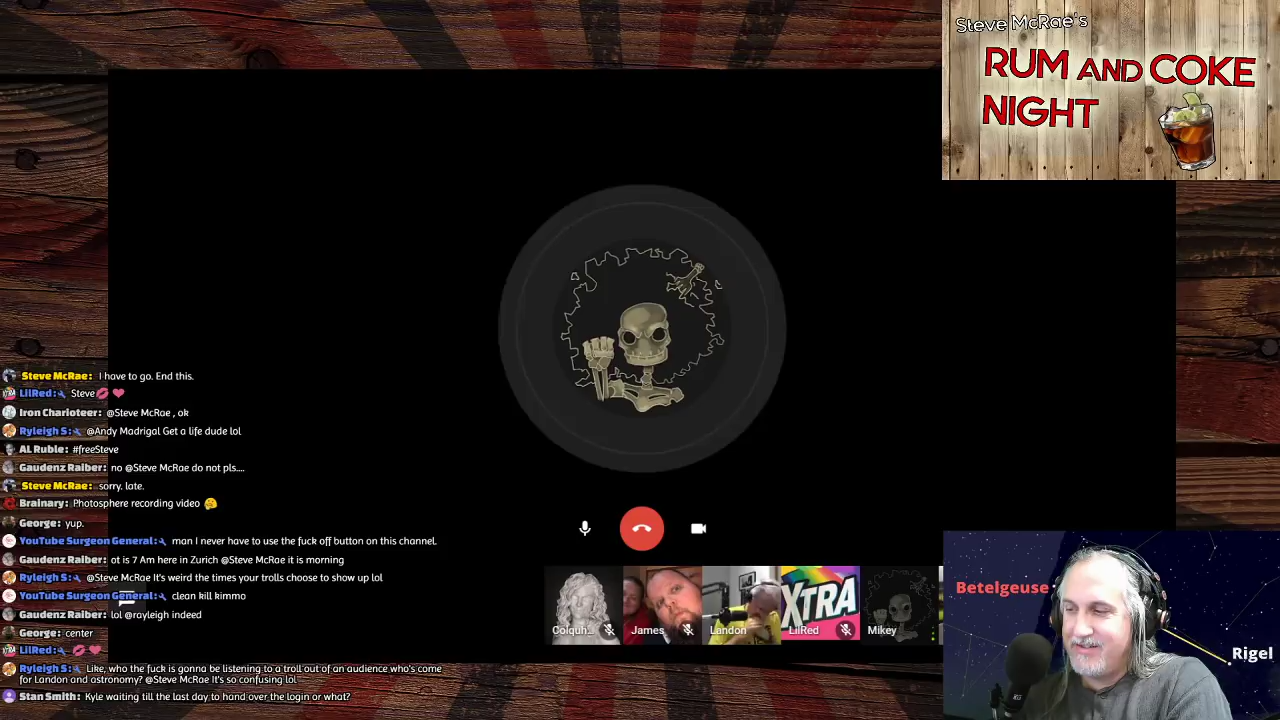 Steve McRae's
RUM AND COKE
NIGHT
Steve McRae: I have to go. End this.
LilRed: Steve
Iron Charioteer: @Steve McRae , ok
Ryleigh S: @Andy Madrigal Get a life dude lol
AL Ruble: #freeSteve
Gaudenz Raiber: no @Steve McRae do not pls....
Steve McRae: sorry. late.
Brainary: Photosphere recording video
George: yup.
YouTube Surgeon General: man I never have to use the fuck off button on this channel.
Gaudenz Raiber: ot is 7 Am here in Zurich @Steve McRae it is morning
Ryleigh S: @Steve McRae It's weird the times your trolls choose to show up lol
YouTube Surgeon General: clean kill kimmo
Gaudenz Raiber: lol @rayleigh indeed
George: center
LilRed:
Ryleigh S: Like, who the fuck is gonna be listening to a troll out of an audience who's come
for Landon and astronomy? @Steve McRae It's so confusing lol
Stan Smith: Kyle waiting till the last day to hand over the login or what?
Colquh...
James
Landon
XTRA
LilRed
Mikey
Betelgeuse
Rigel